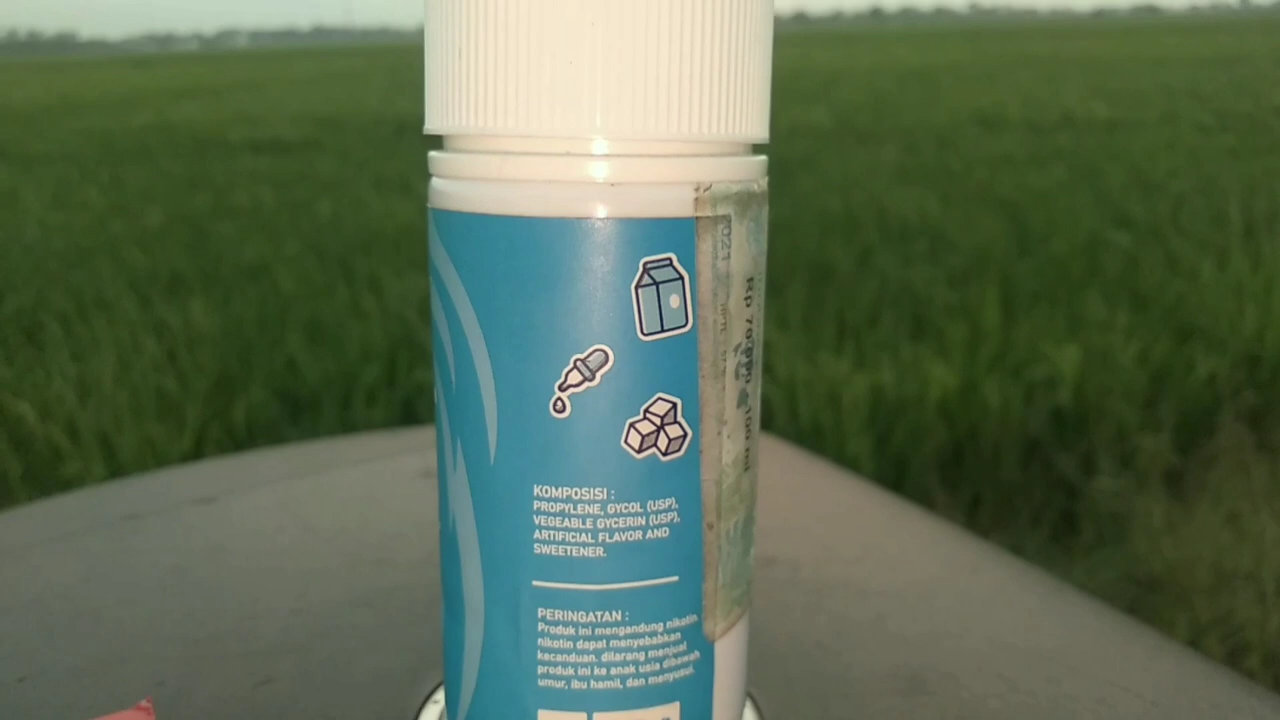 KOMPOSISI :
PROPYLENE, GYCOL (USP),
VEGEABLE GYCERIN (USP),
ARTIFICIAL FLAVOR AND
SWEETENER.
PERINGATAN :
Produk ini mengandung nikotin
nikotin dapat menyebabkan
kecanduan. dilarang menjual
produk ini ke anak usia dibawah
umur, ibu hamil, dan menyusui.
2021
Rp 70.000
100 ml